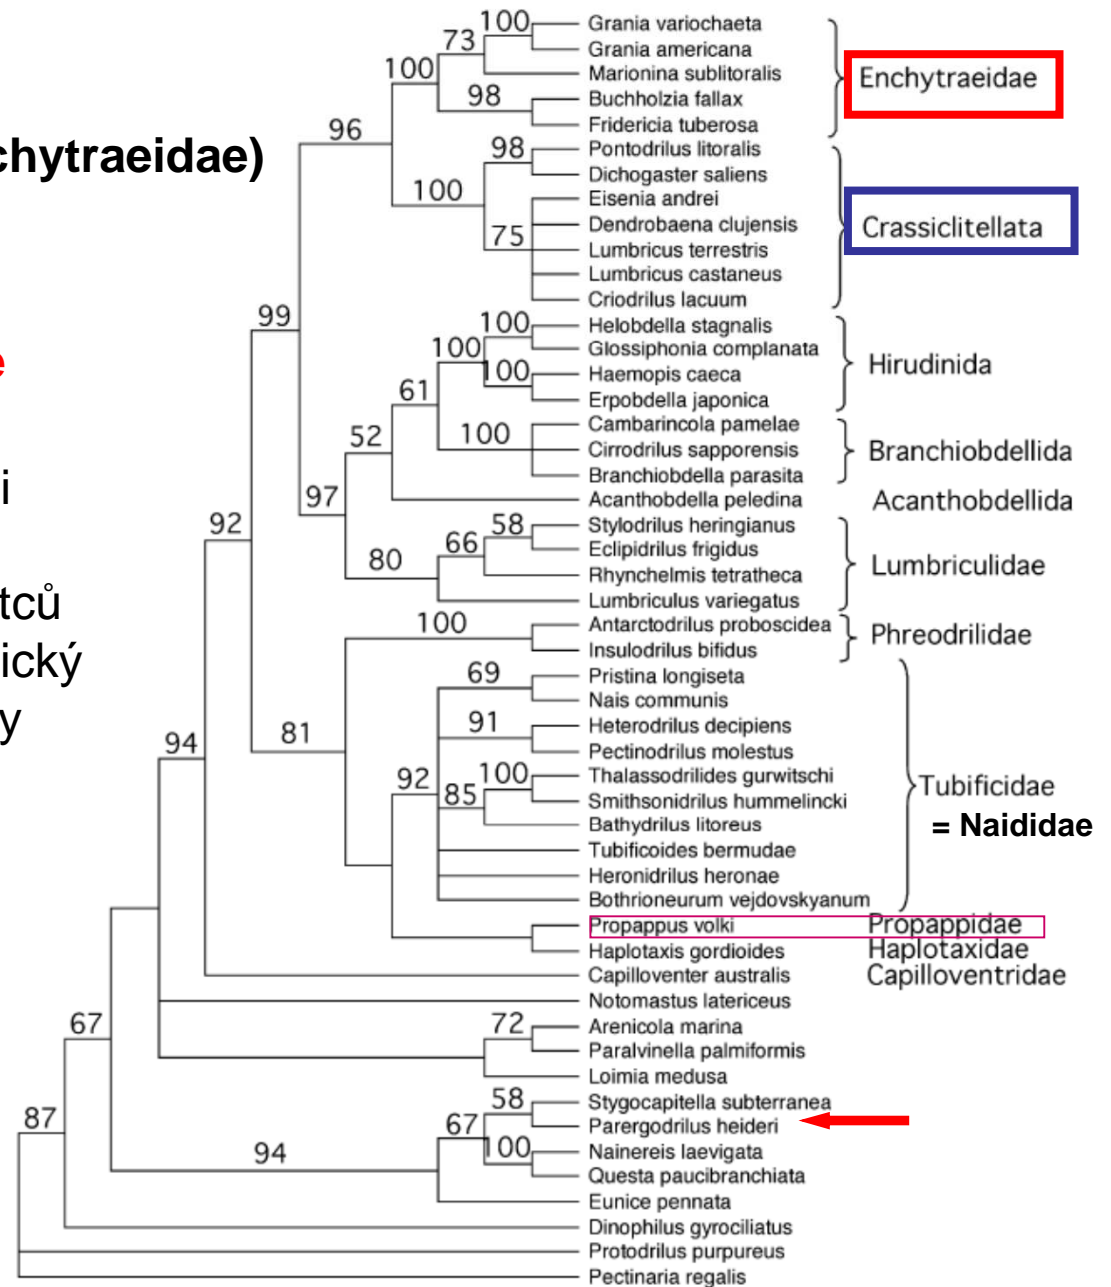 chytraeidae)
e
i
tců
ický
y
100
Grania variochaeta
73
Grania americana
100
Marionina sublitoralis
98
Buchholzia fallax
Fridericia tuberosa
Enchytraeidae
96
98
Pontodrilus litoralis
Dichogaster saliens
100
Eisenia andrei
Dendrobaena clujensis
75
Lumbricus terrestris
Lumbricus castaneus
Criodrilus lacuum
Crassiclitellata
99
100
Helobdella stagnalis
100
Glossiphonia complanata
100
Haemopis caeca
Erpobdella japonica
Hirudinida
61
Cambarincola pamelae
52
100
Cirrodrilus sapporensis
Branchiobdella parasita
Branchiobdellida
97
Acanthobdella peledina
Acanthobdellida
92
58
Stylodrilus heringianus
66
Eclipidrilus frigidus
80
Rhynchelmis tetratheca
Lumbriculus variegatus
Lumbriculidae
100
Antarctodrilus proboscidea
Insulodrilus bifidus
Phreodrilidae
69
Pristina longiseta
Nais communis
94
81
91
Heterodrilus decipiens
Pectinodrilus molestus
92
100
Thalassodrilides gurwitschi
85
Smithsonidrilus hummelincki
Bathydrilus litoreus
Tubificoides bermudae
Heronidrilus heronae
Bothrioneurum vejdovskyanum
Tubificidae
= Naididae
Propappus volki
Propappidae
Haplotaxis gordioides
Haplotaxidae
Capilloventer australis
Capilloventridae
Notomastus latericeus
67
72
Arenicola marina
Paralvinella palmiformis
Loimia medusa
58
Stygocapitella subterranea
87
67
Parergodrilus heideri
94
100
Nainereis laevigata
Questa paucibranchiata
Eunice pennata
Dinophilus gyrociliatus
Protodrilus purpureus
Pectinaria regalis